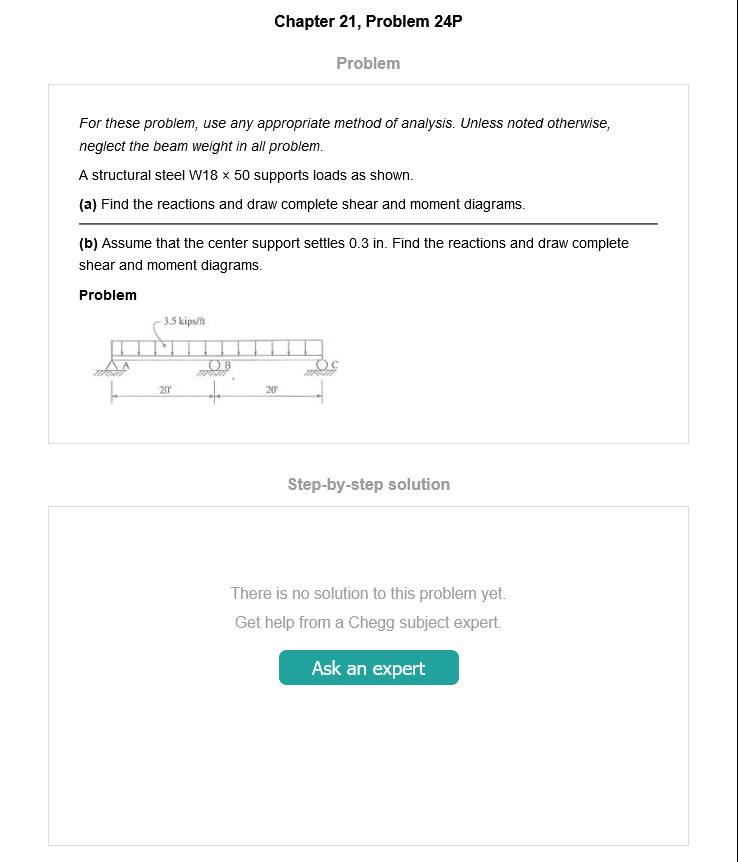 Chapter 21, Problem 24P
Problem
For these problem, use any appropriate method of analysis. Unless noted otherwise,
neglect the beam weight in all problem.
A structural steel W18 × 50 supports loads as shown.
(a) Find the reactions and draw complete shear and moment diagrams.
(b) Assume that the center support settles 0.3 in. Find the reactions and draw complete
shear and moment diagrams.
Problem
3.5 kips/ft
A
B
C
20'
20'
Step-by-step solution
There is no solution to this problem yet.
Get help from a Chegg subject expert.
Ask an expert